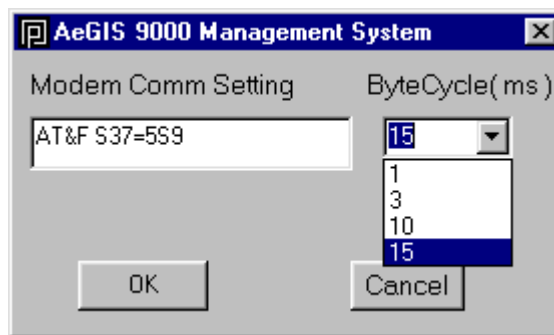 AeGIS 9000 Management System
Modem Comm Setting ByteCycle( ms )
AT&F S37=5S9 15
1
3
10
15
OK Cancel